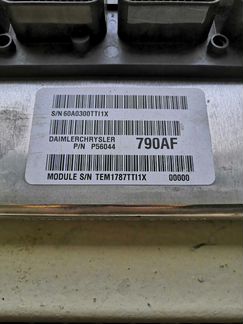 S/N 60A0300TTI1X
DAIMLERCHRYSLER
P/N P56044 790AF
MODULE S/N TEM1787TTI1X 00000